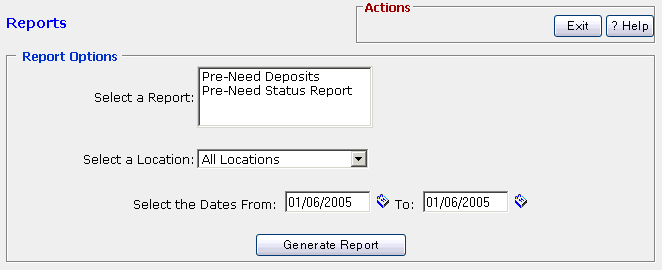 Reports
Actions
Exit
? Help
Report Options
Select a Report:
Pre-Need Deposits
Pre-Need Status Report
Select a Location: All Locations
Select the Dates From: 01/06/2005 To: 01/06/2005
Generate Report